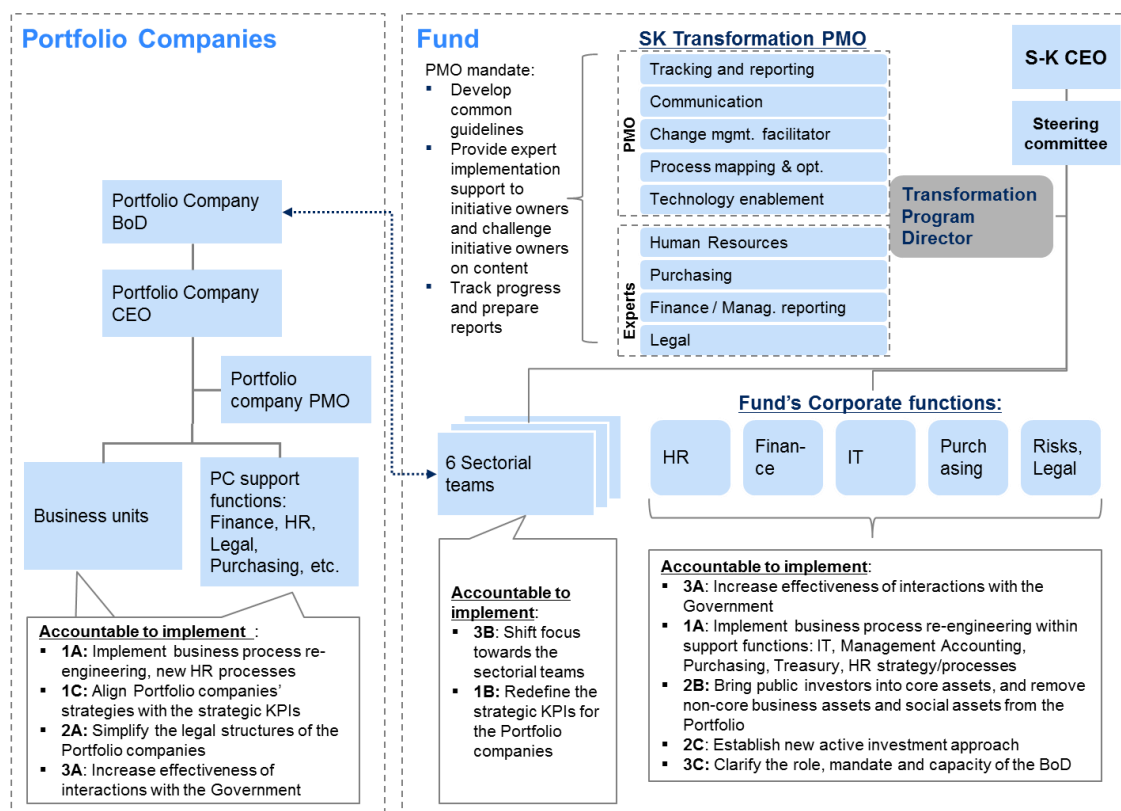 Portfolio Companies
Portfolio Company
BoD
Portfolio Company
CEO
Portfolio
company PMO
Business units
PC support
functions:
Finance, HR,
Legal,
Purchasing, etc.
Accountable to implement :
▪ 1A: Implement business process re-
engineering, new HR processes
▪ 1C: Align Portfolio companies'
strategies with the strategic KPIs
▪ 2A: Simplify the legal structures of the
Portfolio companies
▪ 3A: Increase effectiveness of
interactions with the Government
Fund
PMO mandate:
▪ Develop
common
guidelines
▪ Provide expert
implementation
support to
initiative owners
and challenge
initiative owners
on content
▪ Track progress
and prepare
reports
SK Transformation PMO
PMO
Tracking and reporting
Communication
Change mgmt. facilitator
Process mapping & opt.
Technology enablement
Experts
Human Resources
Purchasing
Finance / Manag. reporting
Legal
S-K CEO
Steering
committee
Transformation
Program
Director
6 Sectorial
teams
Accountable to
implement:
▪ 3B: Shift focus
towards the
sectorial teams
▪ 1B: Redefine the
strategic KPIs for
the Portfolio
companies
Fund's Corporate functions:
HR
Finan-
ce
IT
Purch
asing
Risks,
Legal
Accountable to implement:
▪ 3A: Increase effectiveness of interactions with the
Government
▪ 1A: Implement business process re-engineering within
support functions: IT, Management Accounting,
Purchasing, Treasury, HR strategy/processes
▪ 2B: Bring public investors into core assets, and remove
non-core business assets and social assets from the
Portfolio
▪ 2C: Establish new active investment approach
▪ 3C: Clarify the role, mandate and capacity of the BoD